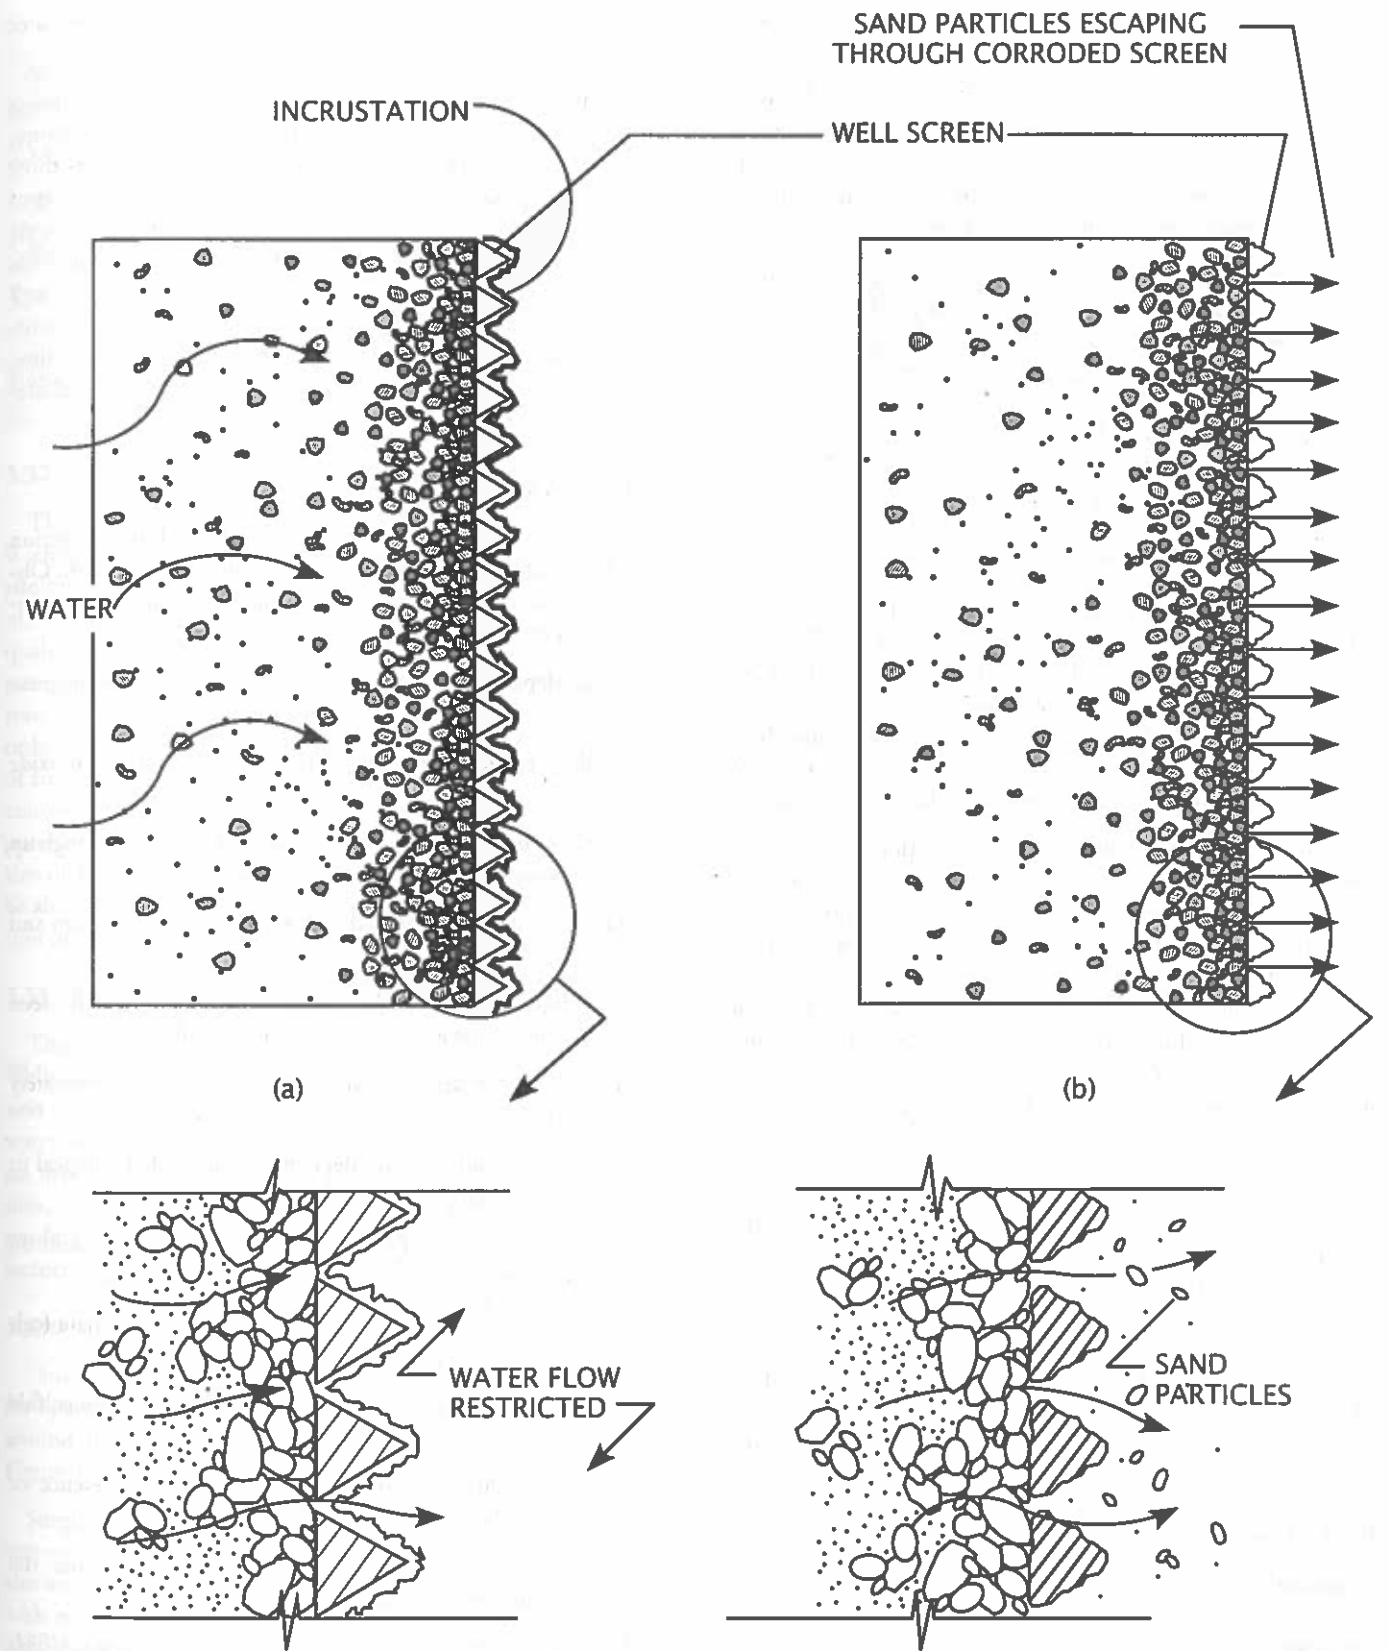 SAND PARTICLES ESCAPING
THROUGH CORRODED SCREEN
INCRUSTATION
WELL SCREEN
WATER
(a)
(b)
WATER FLOW
RESTRICTED
SAND
PARTICLES